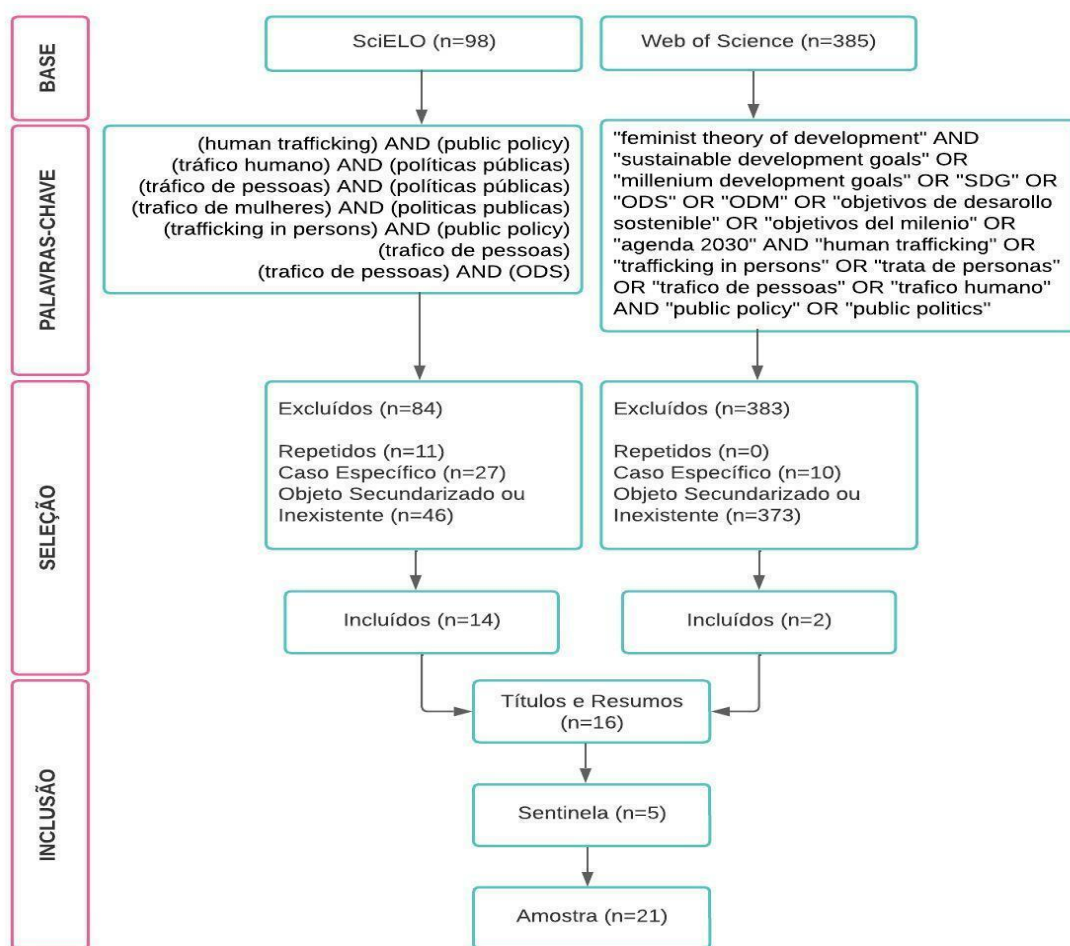 BASE
SciELO (n=98)
Web of Science (n=385)
PALAVRAS-CHAVE
(human trafficking) AND (public policy)
(tráfico humano) AND (políticas públicas)
(tráfico de pessoas) AND (políticas públicas)
(trafico de mulheres) AND (politicas publicas)
(trafficking in persons) AND (public policy)
(trafico de pessoas)
(trafico de pessoas) AND (ODS)
"feminist theory of development" AND
"sustainable development goals" OR
"millenium development goals" OR "SDG" OR
"ODS" OR "ODM" OR "objetivos de desarollo
sostenible" OR "objetivos del milenio" OR
"agenda 2030" AND "human trafficking" OR
"trafficking in persons" OR "trata de personas"
OR "trafico de pessoas" OR "trafico humano"
AND "public policy" OR "public politics"
SELEÇÃO
Excluídos (n=84)
Repetidos (n=11)
Caso Específico (n=27)
Objeto Secundarizado ou
Inexistente (n=46)
Excluídos (n=383)
Repetidos (n=0)
Caso Específico (n=10)
Objeto Secundarizado ou
Inexistente (n=373)
Incluídos (n=14)
Incluídos (n=2)
INCLUSÃO
Títulos e Resumos
(n=16)
Sentinela (n=5)
Amostra (n=21)